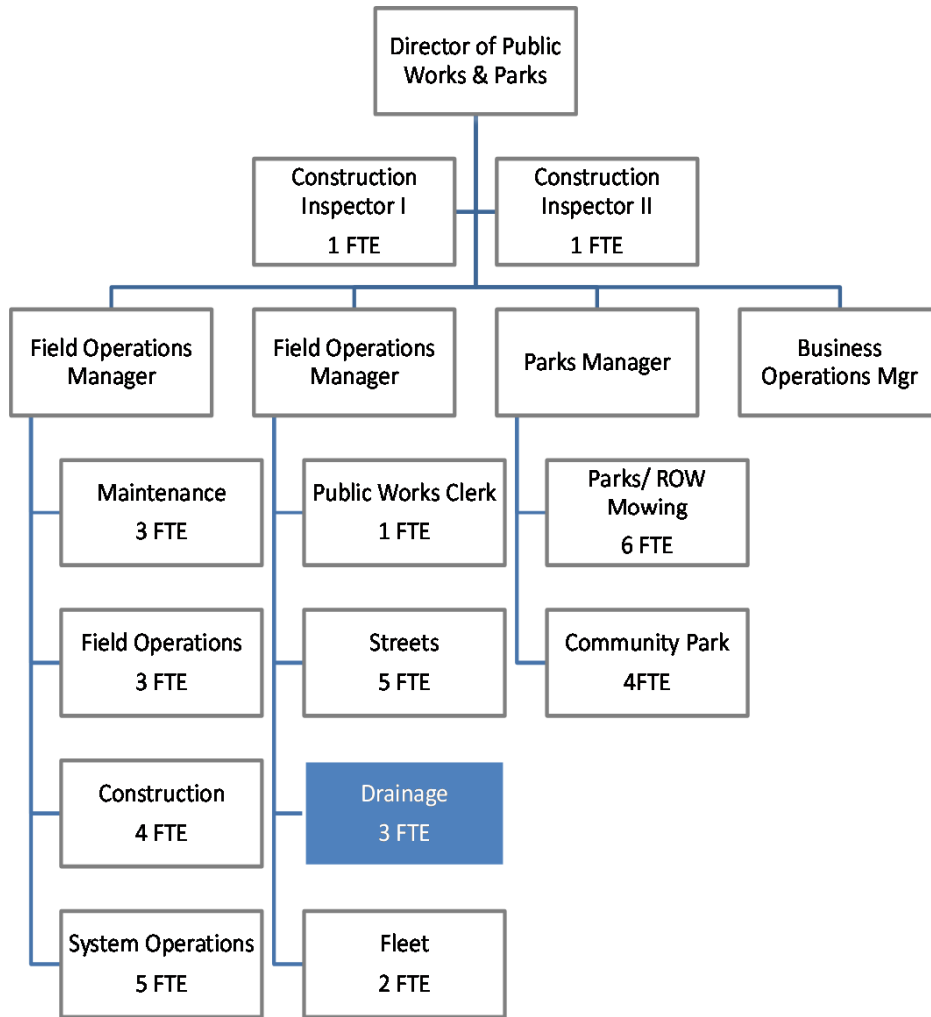 Director of Public
Works & Parks
Construction
Inspector I
1 FTE
Construction
Inspector II
1 FTE
Field Operations
Manager
Field Operations
Manager
Parks Manager
Business
Operations Mgr
Maintenance
3 FTE
Public Works Clerk
1 FTE
Parks/ ROW
Mowing
6 FTE
Field Operations
3 FTE
Streets
5 FTE
Community Park
4FTE
Construction
4 FTE
Drainage
3 FTE
System Operations
5 FTE
Fleet
2 FTE